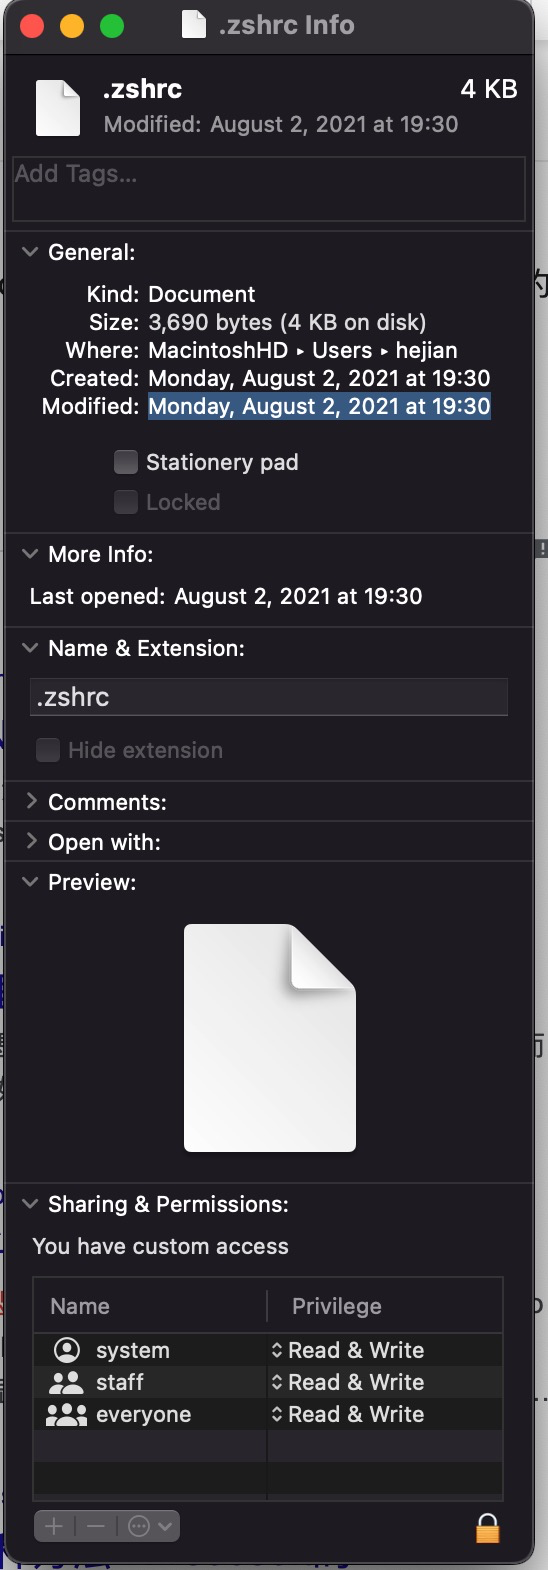 .zshrc Info
.zshrc 4 KB
Modified: August 2, 2021 at 19:30
Add Tags...
General:
Kind: Document
Size: 3,690 bytes (4 KB on disk)
Where: MacintoshHD ▸ Users ▸ hejian
Created: Monday, August 2, 2021 at 19:30
Modified: Monday, August 2, 2021 at 19:30
Stationery pad
Locked
More Info:
Last opened: August 2, 2021 at 19:30
Name & Extension:
.zshrc
Hide extension
Comments:
Open with:
Preview:
Sharing & Permissions:
You have custom access
Name Privilege
system Read & Write
staff Read & Write
everyone Read & Write